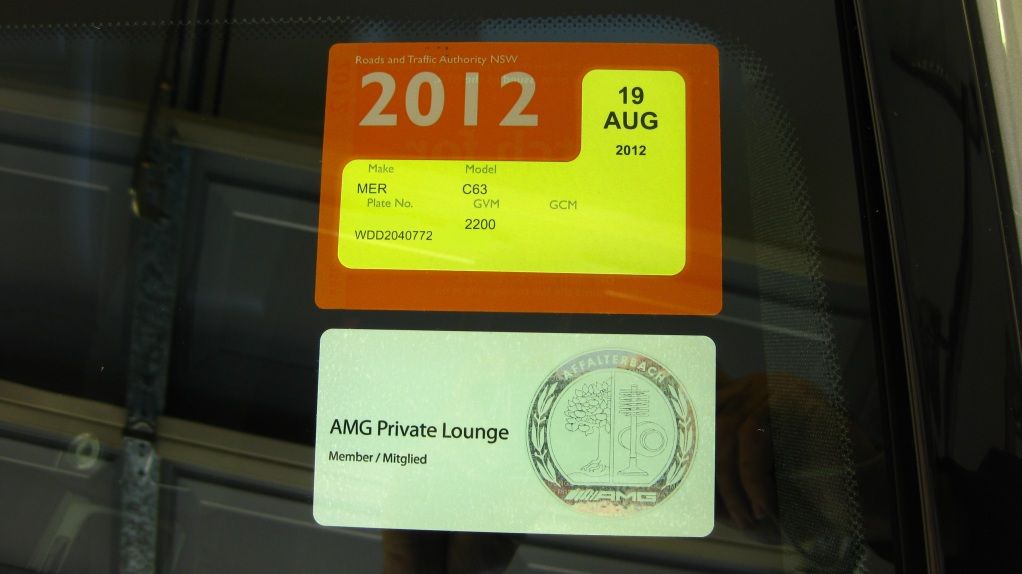 Roads and Traffic Authority NSW
2012
19
AUG
2012
Make Model
MER C63
Plate No. GVM GCM
2200
WDD2040772
AMG Private Lounge
Member / Mitglied
AFFALTERBACH
AMG